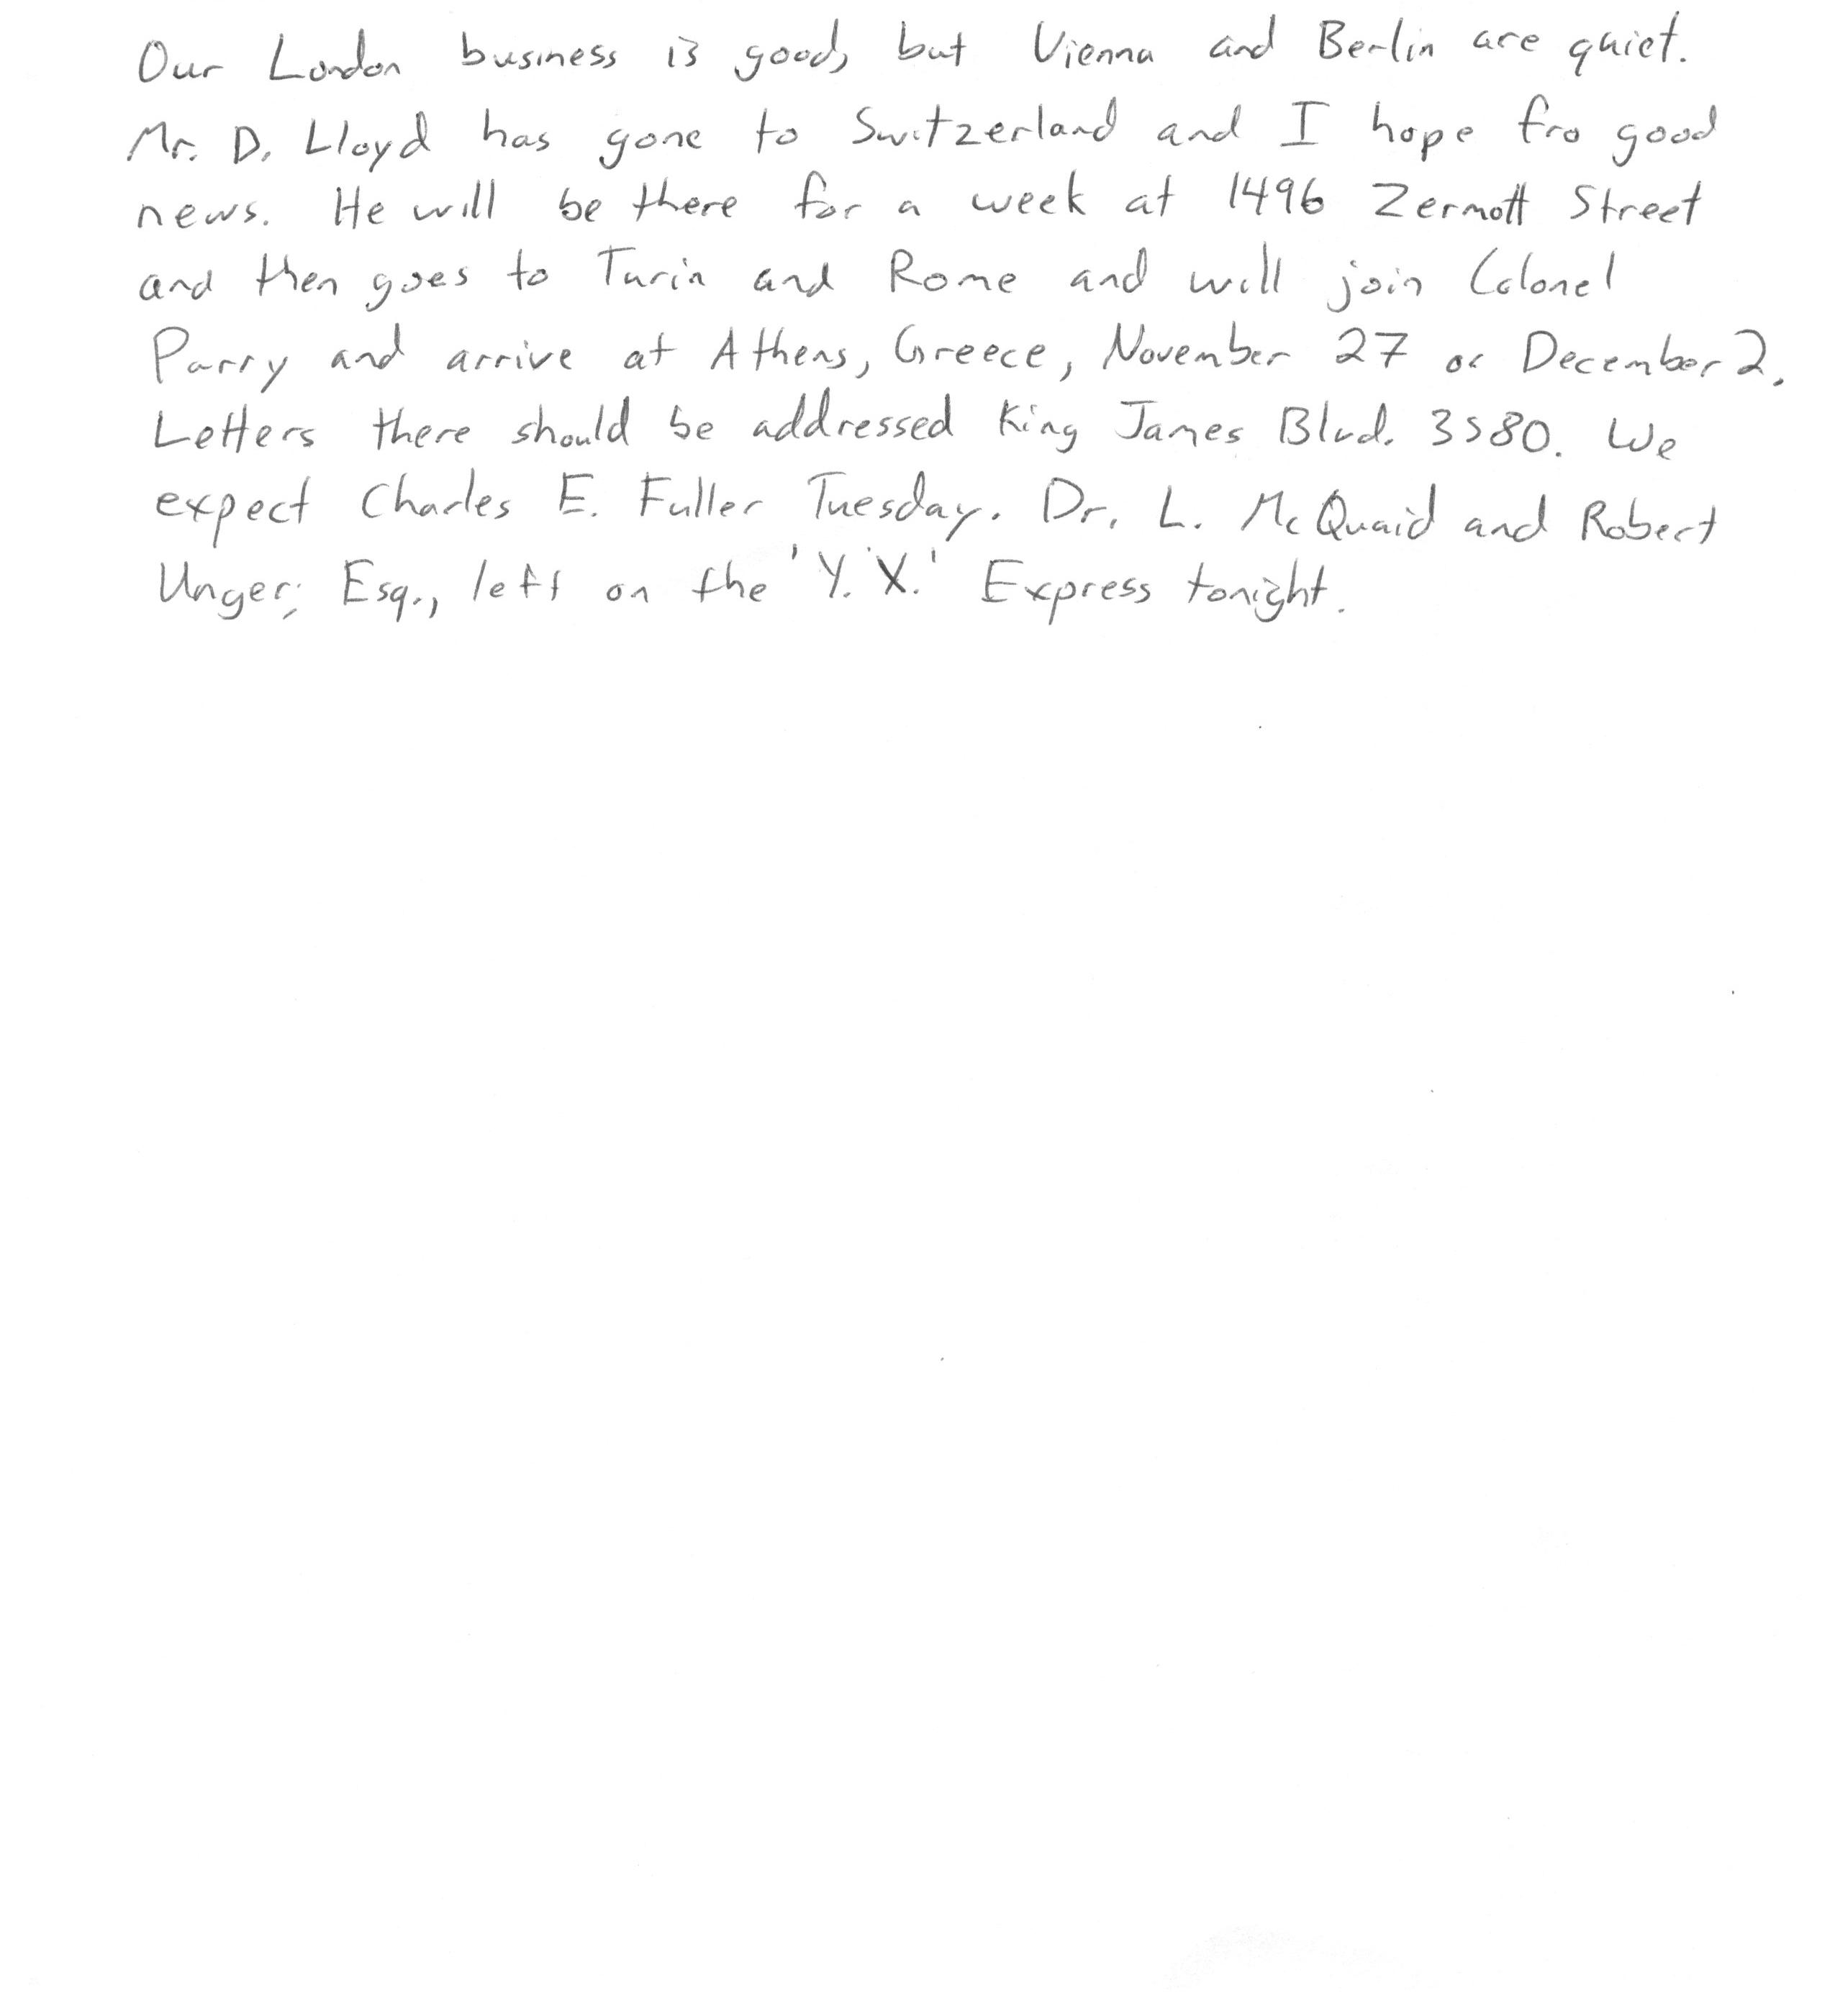 Our London business is good, but Vienna and Berlin are quiet.
Mr. D. Lloyd has gone to Switzerland and I hope fro good
news. He will be there for a week at 1496 Zermott Street
and then goes to Turin and Rome and will join Colonel
Parry and arrive at Athens, Greece, November 27 or December 2.
Letters there should be addressed King James Blvd. 3580. We
expect Charles E. Fuller Tuesday. Dr. L. McQuaid and Robert
Unger, Esq., left on the 'Y. X.' Express tonight.